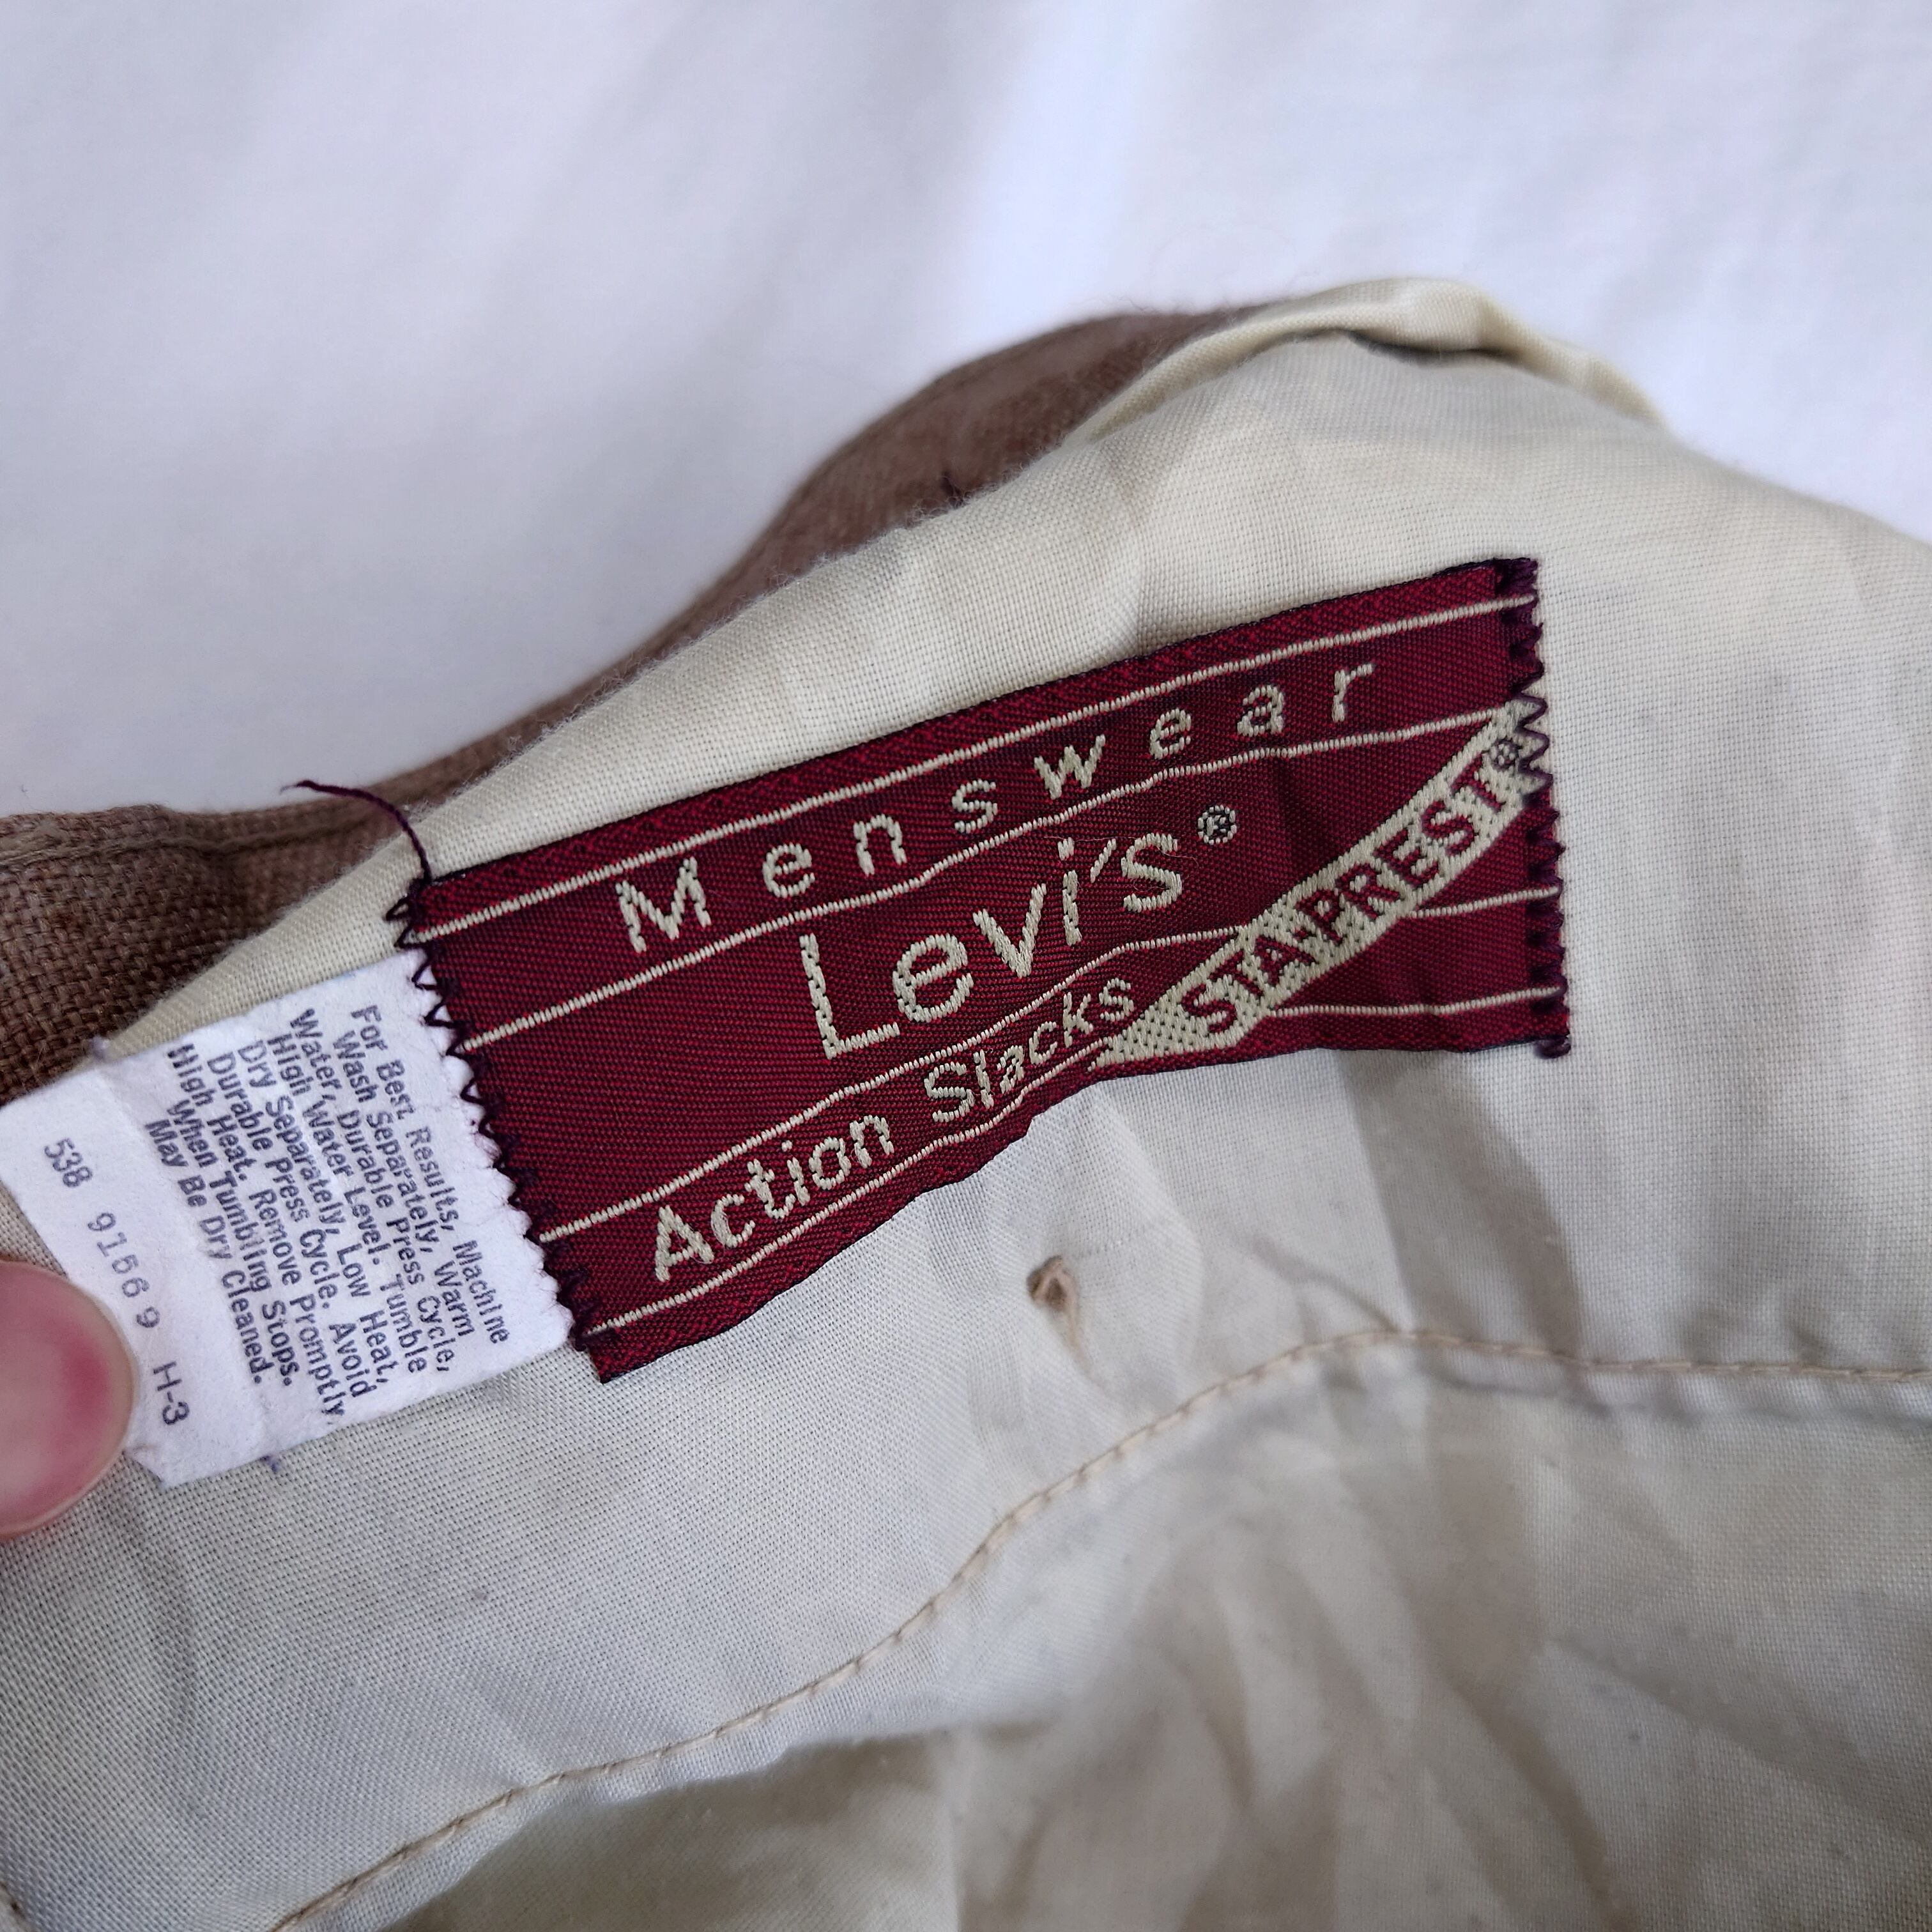 Menswear
Levi's®
Action Slacks
STA-PREST®
For Best Results, Machine
Wash Separately, Warm
Water, Durable Press Cycle,
High Water Level. Tumble
Dry Separately, Low Heat,
Durable Press Cycle. Avoid
High Heat. Remove Promptly
When Tumbling Stops.
May Be Dry Cleaned.
538 91569 H-3